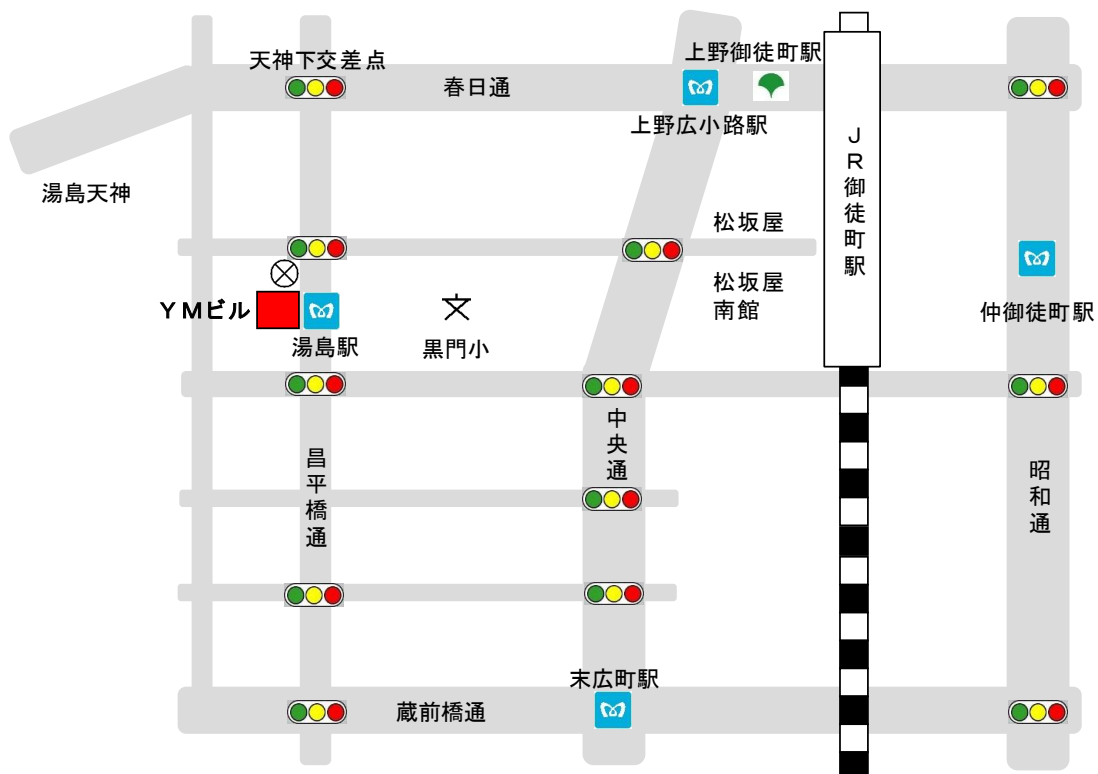 上野御徒町駅
天神下交差点
春日通
上野広小路駅
JR御徒町駅
湯島天神
松坂屋
松坂屋
南館
YMビル
仲御徒町駅
湯島駅
黒門小
中央通
昌平橋通
昭和通
末広町駅
蔵前橋通